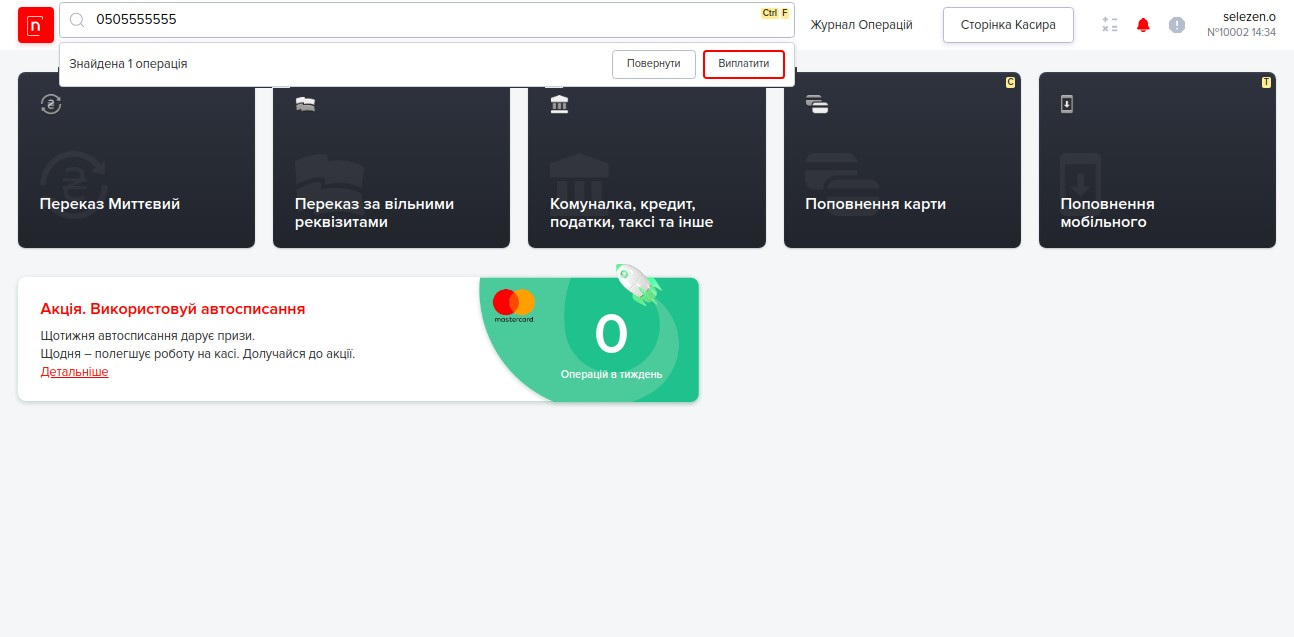 n
0505555555
Ctrl F
Журнал Операцій
Сторінка Касира
selezen.o
№10002 14:34
Знайдена 1 операція
Повернути
Виплатити
C
T
Переказ Миттєвий
Переказ за вільними
реквізитами
Комуналка, кредит,
податки, таксі та інше
Поповнення карти
Поповнення
мобільного
Акція. Використовуй автосписання
Щотижня автосписання дарує призи.
Щодня – полегшує роботу на касі. Долучайся до акції.
Детальніше
mastercard.
0
Операцій в тиждень